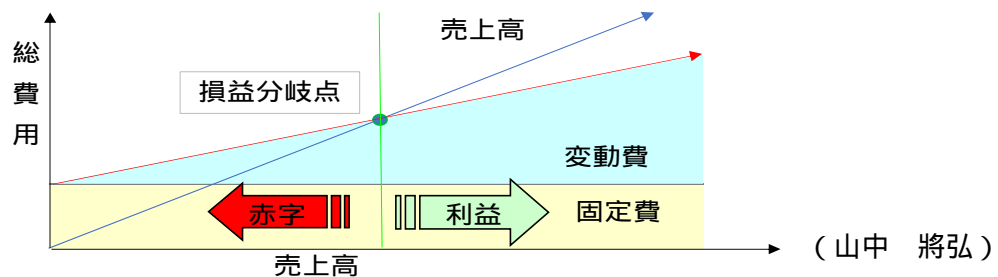 売上高
総費用
損益分岐点
変動費
赤字
利益
固定費
(山中 將弘)
売上高